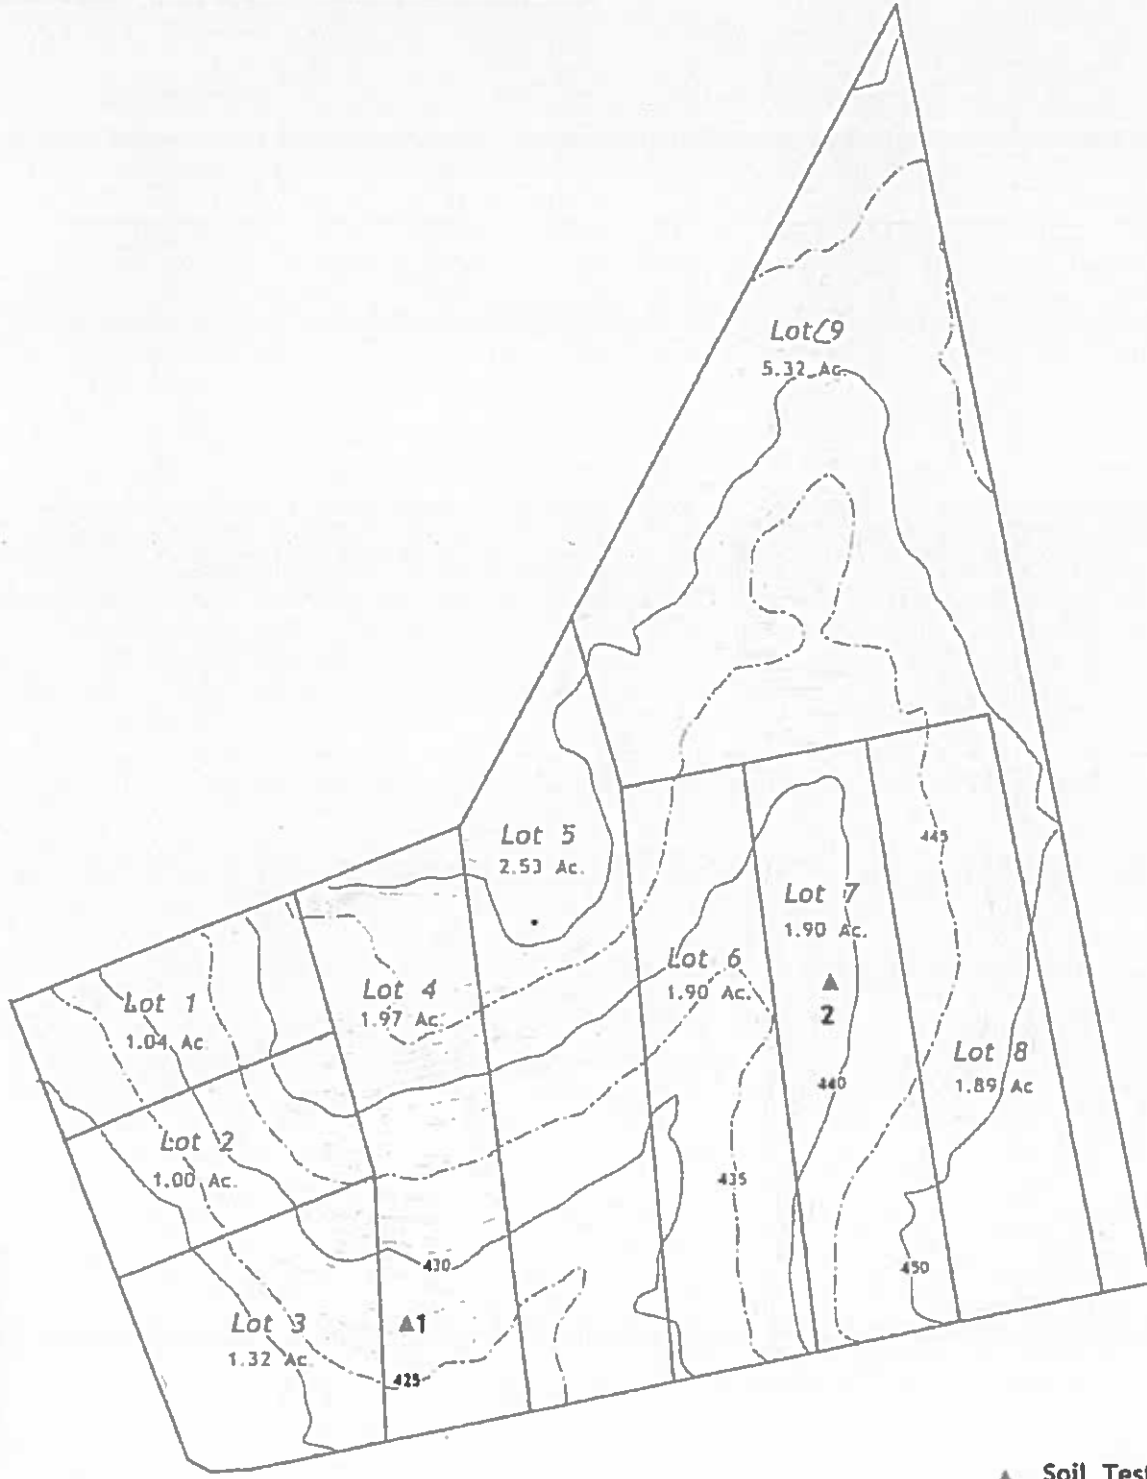 Lot 9
5.32 Ac.
Lot 5
2.53 Ac.
445
Lot 7
1.90 Ac.
Lot 6
1.90 Ac.
Lot 4
1.97 Ac.
Lot 1
1.04 Ac.
2
Lot 8
1.89 Ac
440
Lot 2
1.00 Ac.
435
430
450
Lot 3
1.32 Ac.
1
425
Soil Test